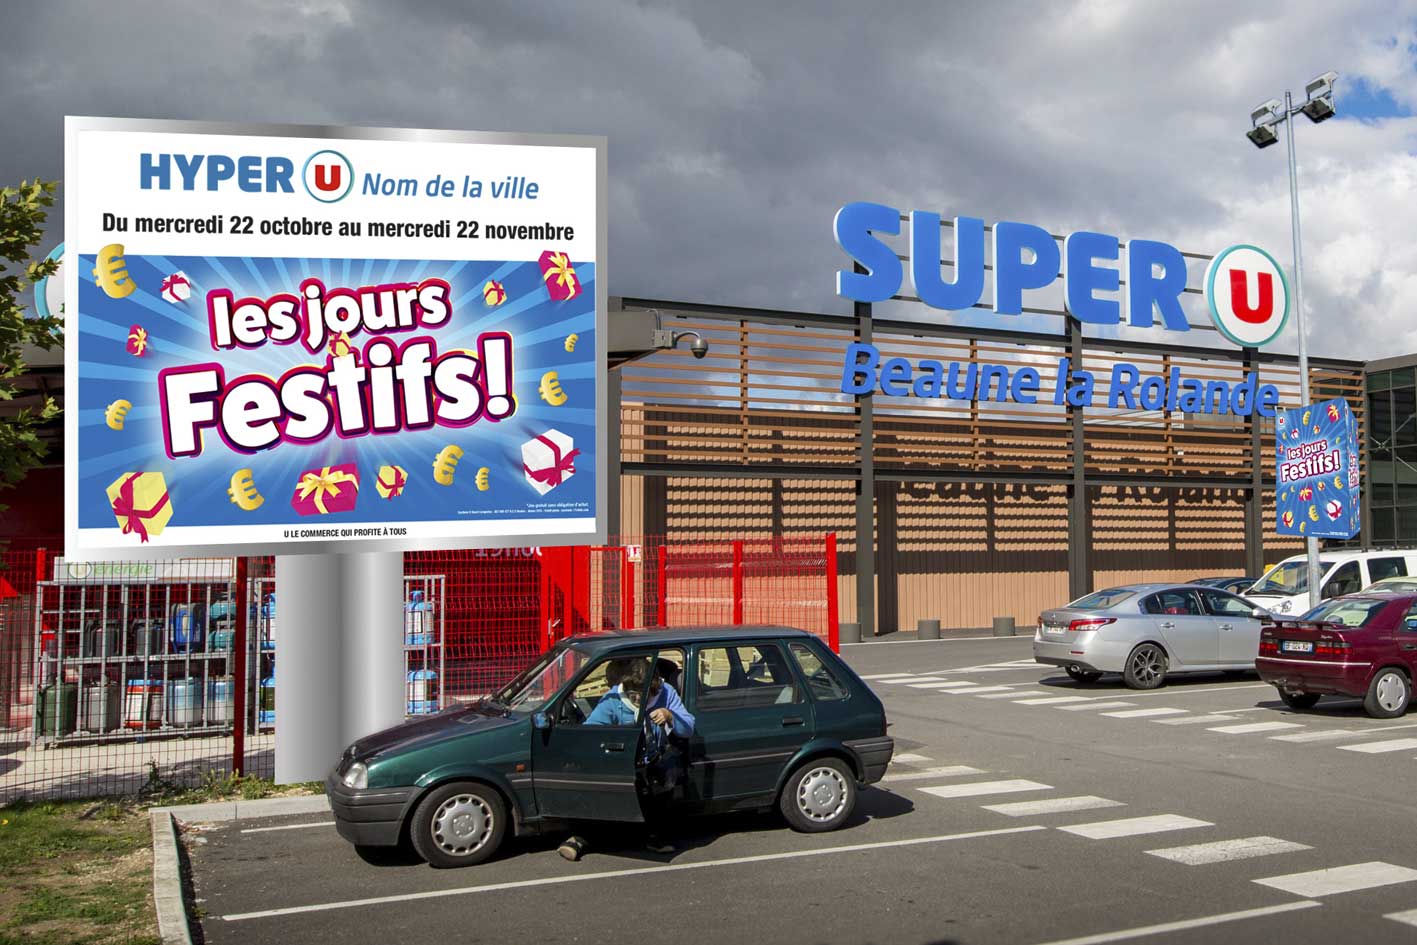 HYPER U Nom de la ville
Du mercredi 22 octobre au mercredi 22 novembre
les jours
Festifs!
U LE COMMERCE QUI PROFITE À TOUS
SUPER U
Beaune la Rolande
les jours
Festifs!